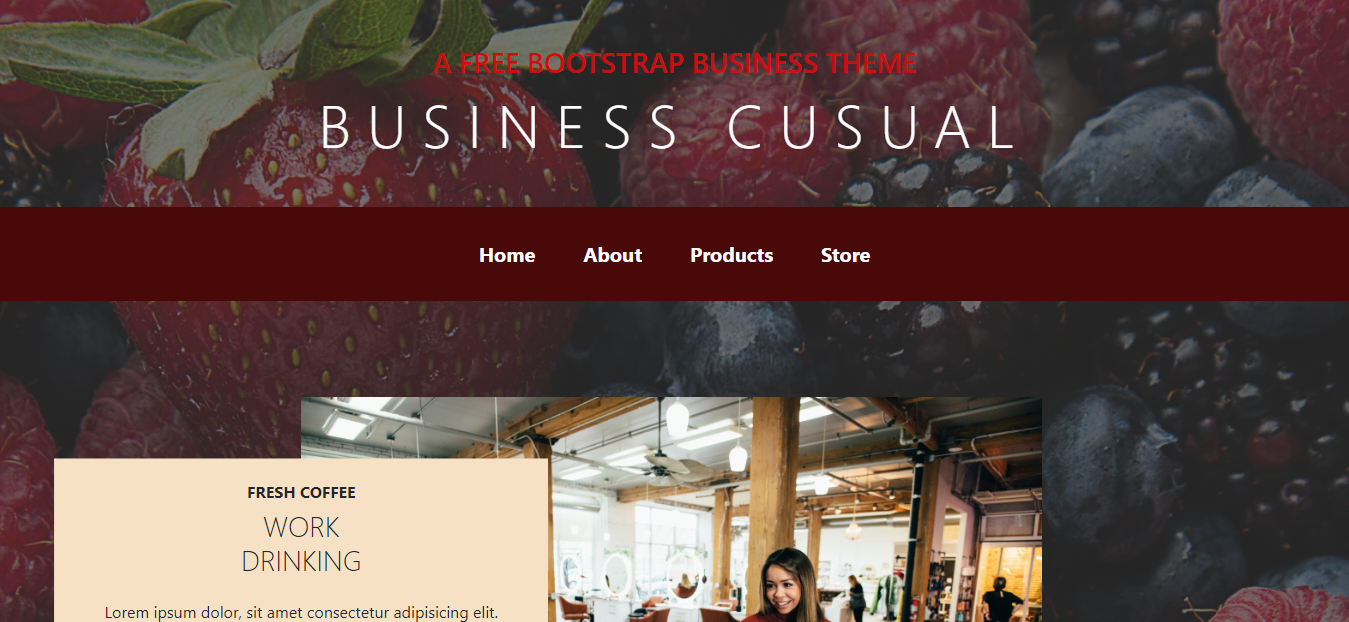 A FREE BOOTSTRAP BUSINESS THEME
BUSINESS CUSUAL
Home About Products Store
FRESH COFFEE
WORK
DRINKING
Lorem ipsum dolor, sit amet consectetur adipisicing elit.